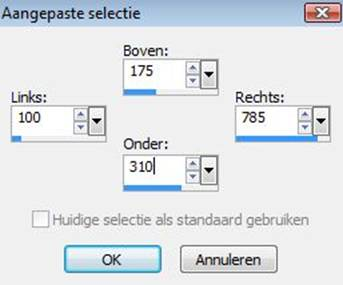 Aangepaste selectie
Boven:
175
Links:
100
Rechts:
785
Onder:
310
Huidige selectie als standaard gebruiken
OK
Annuleren